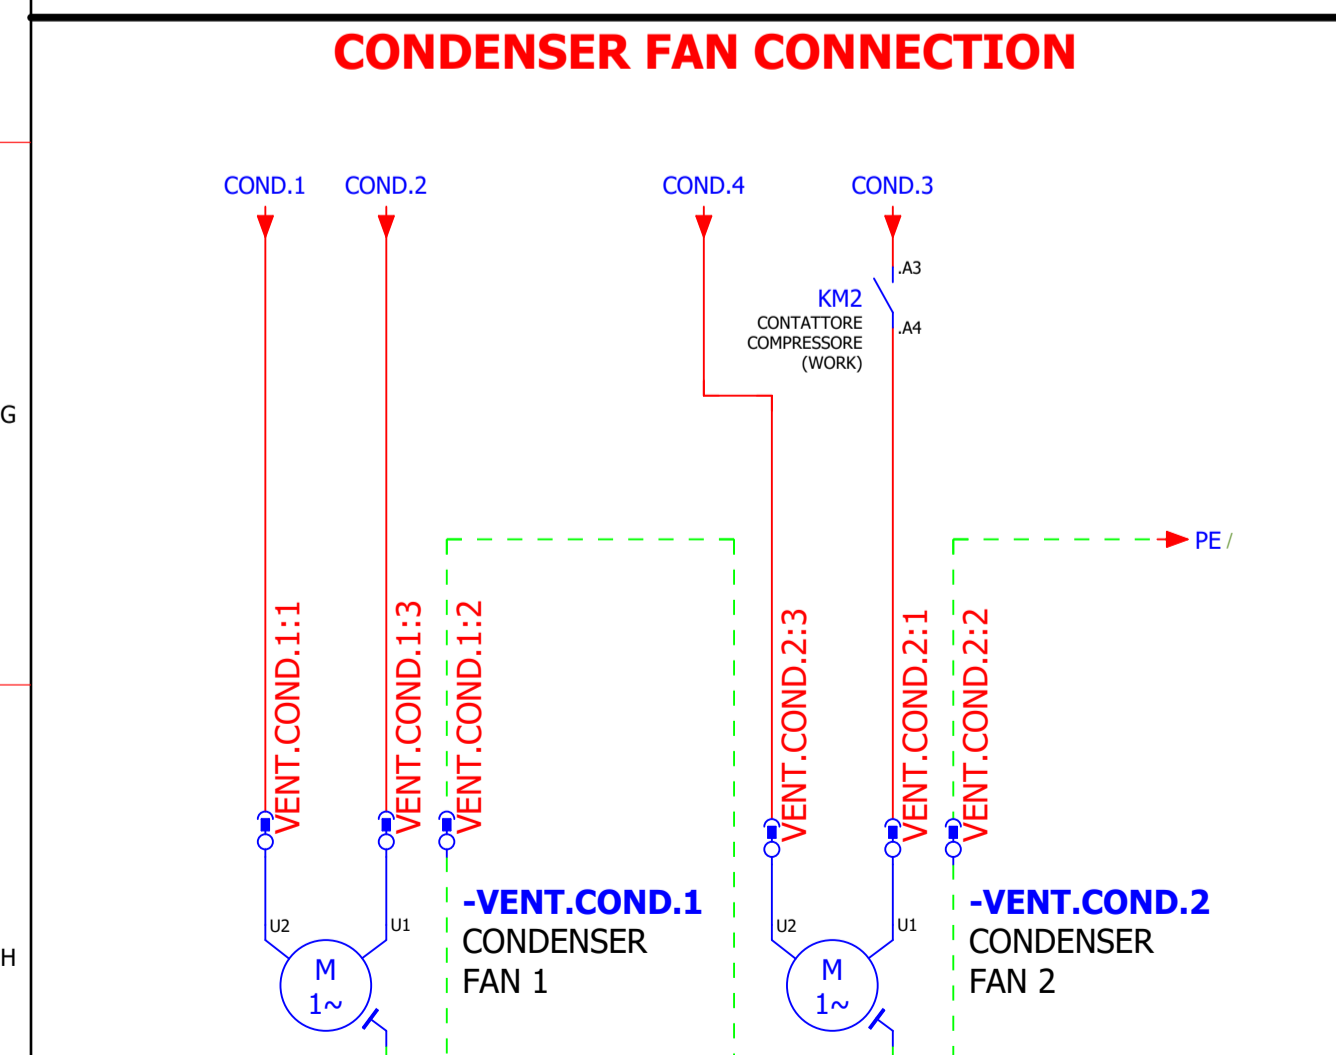 CONDENSER FAN CONNECTION
COND.1
COND.2
COND.4
COND.3
.A3
KM2
CONTATTORE
COMPRESSORE
(WORK)
.A4
G
PE /
VENT.COND.1:1
VENT.COND.1:3
VENT.COND.1:2
VENT.COND.2:3
VENT.COND.2:1
VENT.COND.2:2
-VENT.COND.1
CONDENSER
FAN 1
-VENT.COND.2
CONDENSER
FAN 2
U2
U1
U2
U1
H
M
1~
M
1~